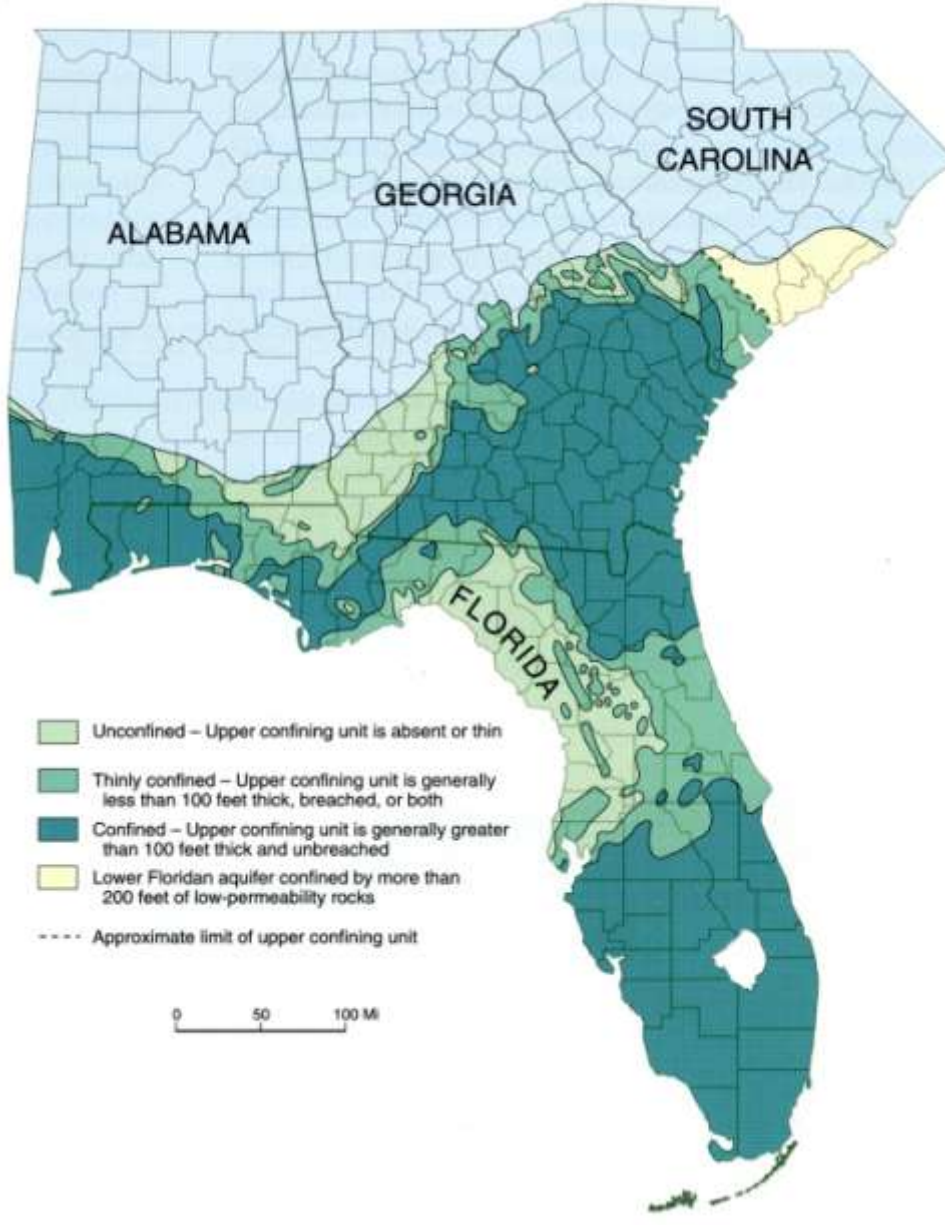 SOUTH
CAROLINA
GEORGIA
ALABAMA
FLORIDA
Unconfined – Upper confining unit is absent or thin
Thinly confined – Upper confining unit is generally
less than 100 feet thick, breached, or both
Confined – Upper confining unit is generally greater
than 100 feet thick and unbreached
Lower Floridan aquifer confined by more than
200 feet of low-permeability rocks
Approximate limit of upper confining unit
0 50 100 Mi